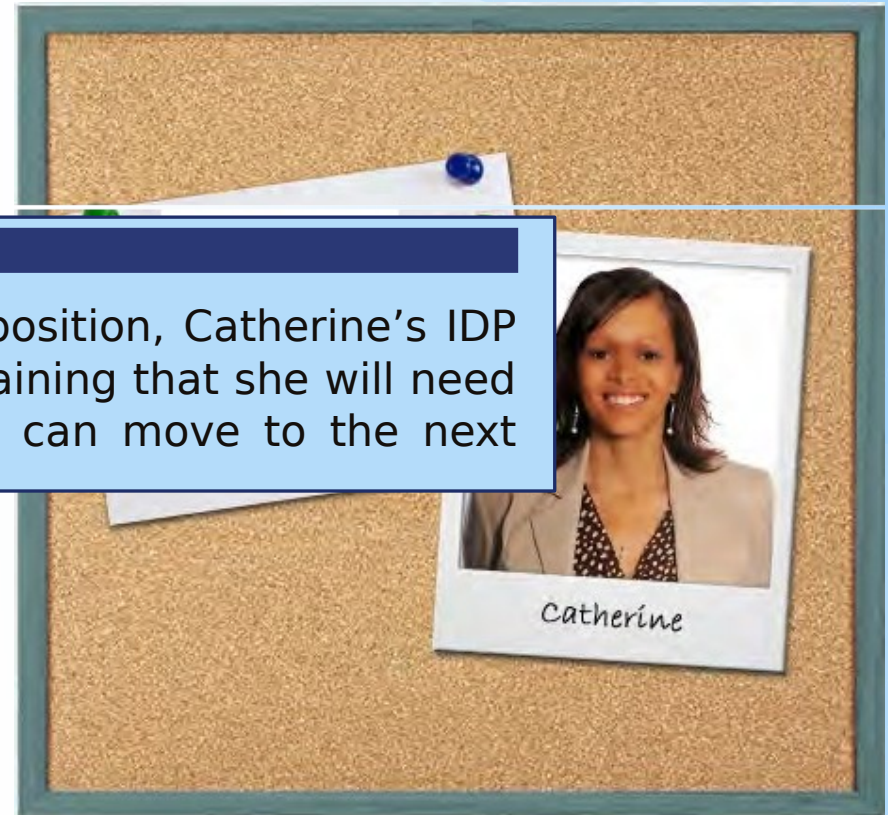 position, Catherine’s IDP
aining that she will need
can move to the next
Catherine